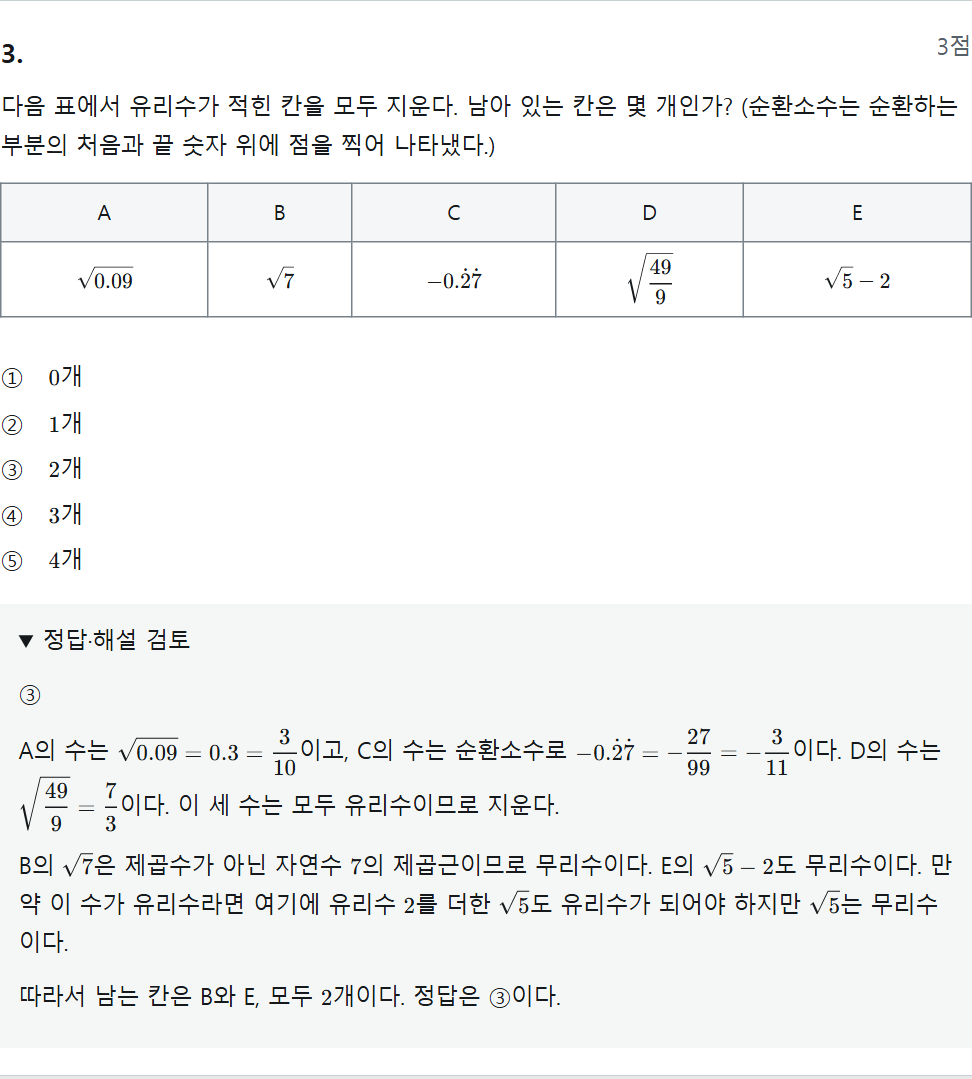 3.
3점
다음 표에서 유리수가 적힌 칸을 모두 지운다. 남아 있는 칸은 몇 개인가? (순환소수는 순환하는
부분의 처음과 끝 숫자 위에 점을 찍어 나타냈다.)
A B C D E
√0.09 √7 −0.2̇7̇ √(49/9) √5 − 2
① 0개
② 1개
③ 2개
④ 3개
⑤ 4개
▼ 정답·해설 검토
③
A의 수는 √0.09 = 0.3 = 3/10이고, C의 수는 순환소수로 −0.2̇7̇ = −27/99 = −3/11이다. D의 수는
√(49/9) = 7/3이다. 이 세 수는 모두 유리수이므로 지운다.
B의 √7은 제곱수가 아닌 자연수 7의 제곱근이므로 무리수이다. E의 √5 − 2도 무리수이다. 만
약 이 수가 유리수라면 여기에 유리수 2를 더한 √5도 유리수가 되어야 하지만 √5는 무리수
이다.
따라서 남는 칸은 B와 E, 모두 2개이다. 정답은 ③이다.